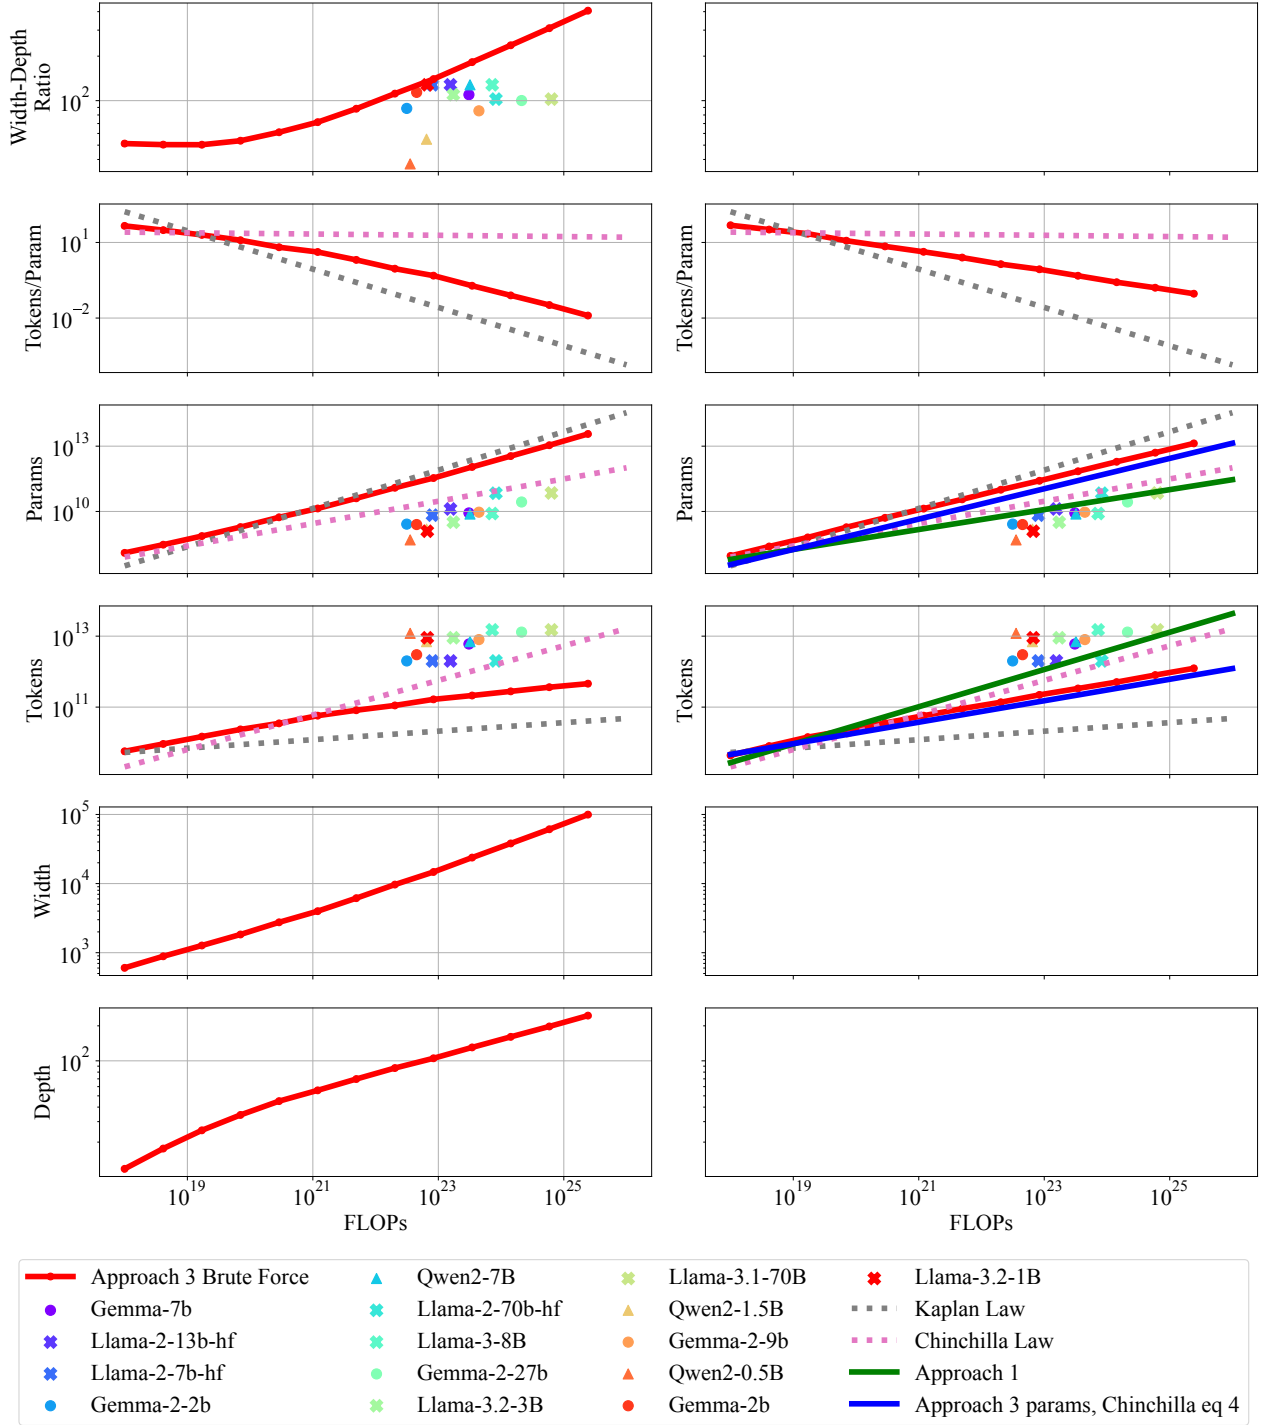 Width-Depth
Ratio
10^2
Tokens/Param
10^1
10^-2
Tokens/Param
Params
10^13
10^10
Params
Tokens
10^13
10^11
Tokens
Width
10^5
10^4
10^3
Depth
10^2
10^19 10^21 10^23 10^25
FLOPs
10^19 10^21 10^23 10^25
FLOPs
Approach 3 Brute Force
Gemma-7b
Llama-2-13b-hf
Llama-2-7b-hf
Gemma-2-2b
Qwen2-7B
Llama-2-70b-hf
Llama-3-8B
Gemma-2-27b
Llama-3.2-3B
Llama-3.1-70B
Qwen2-1.5B
Gemma-2-9b
Qwen2-0.5B
Gemma-2b
Llama-3.2-1B
Kaplan Law
Chinchilla Law
Approach 1
Approach 3 params, Chinchilla eq 4